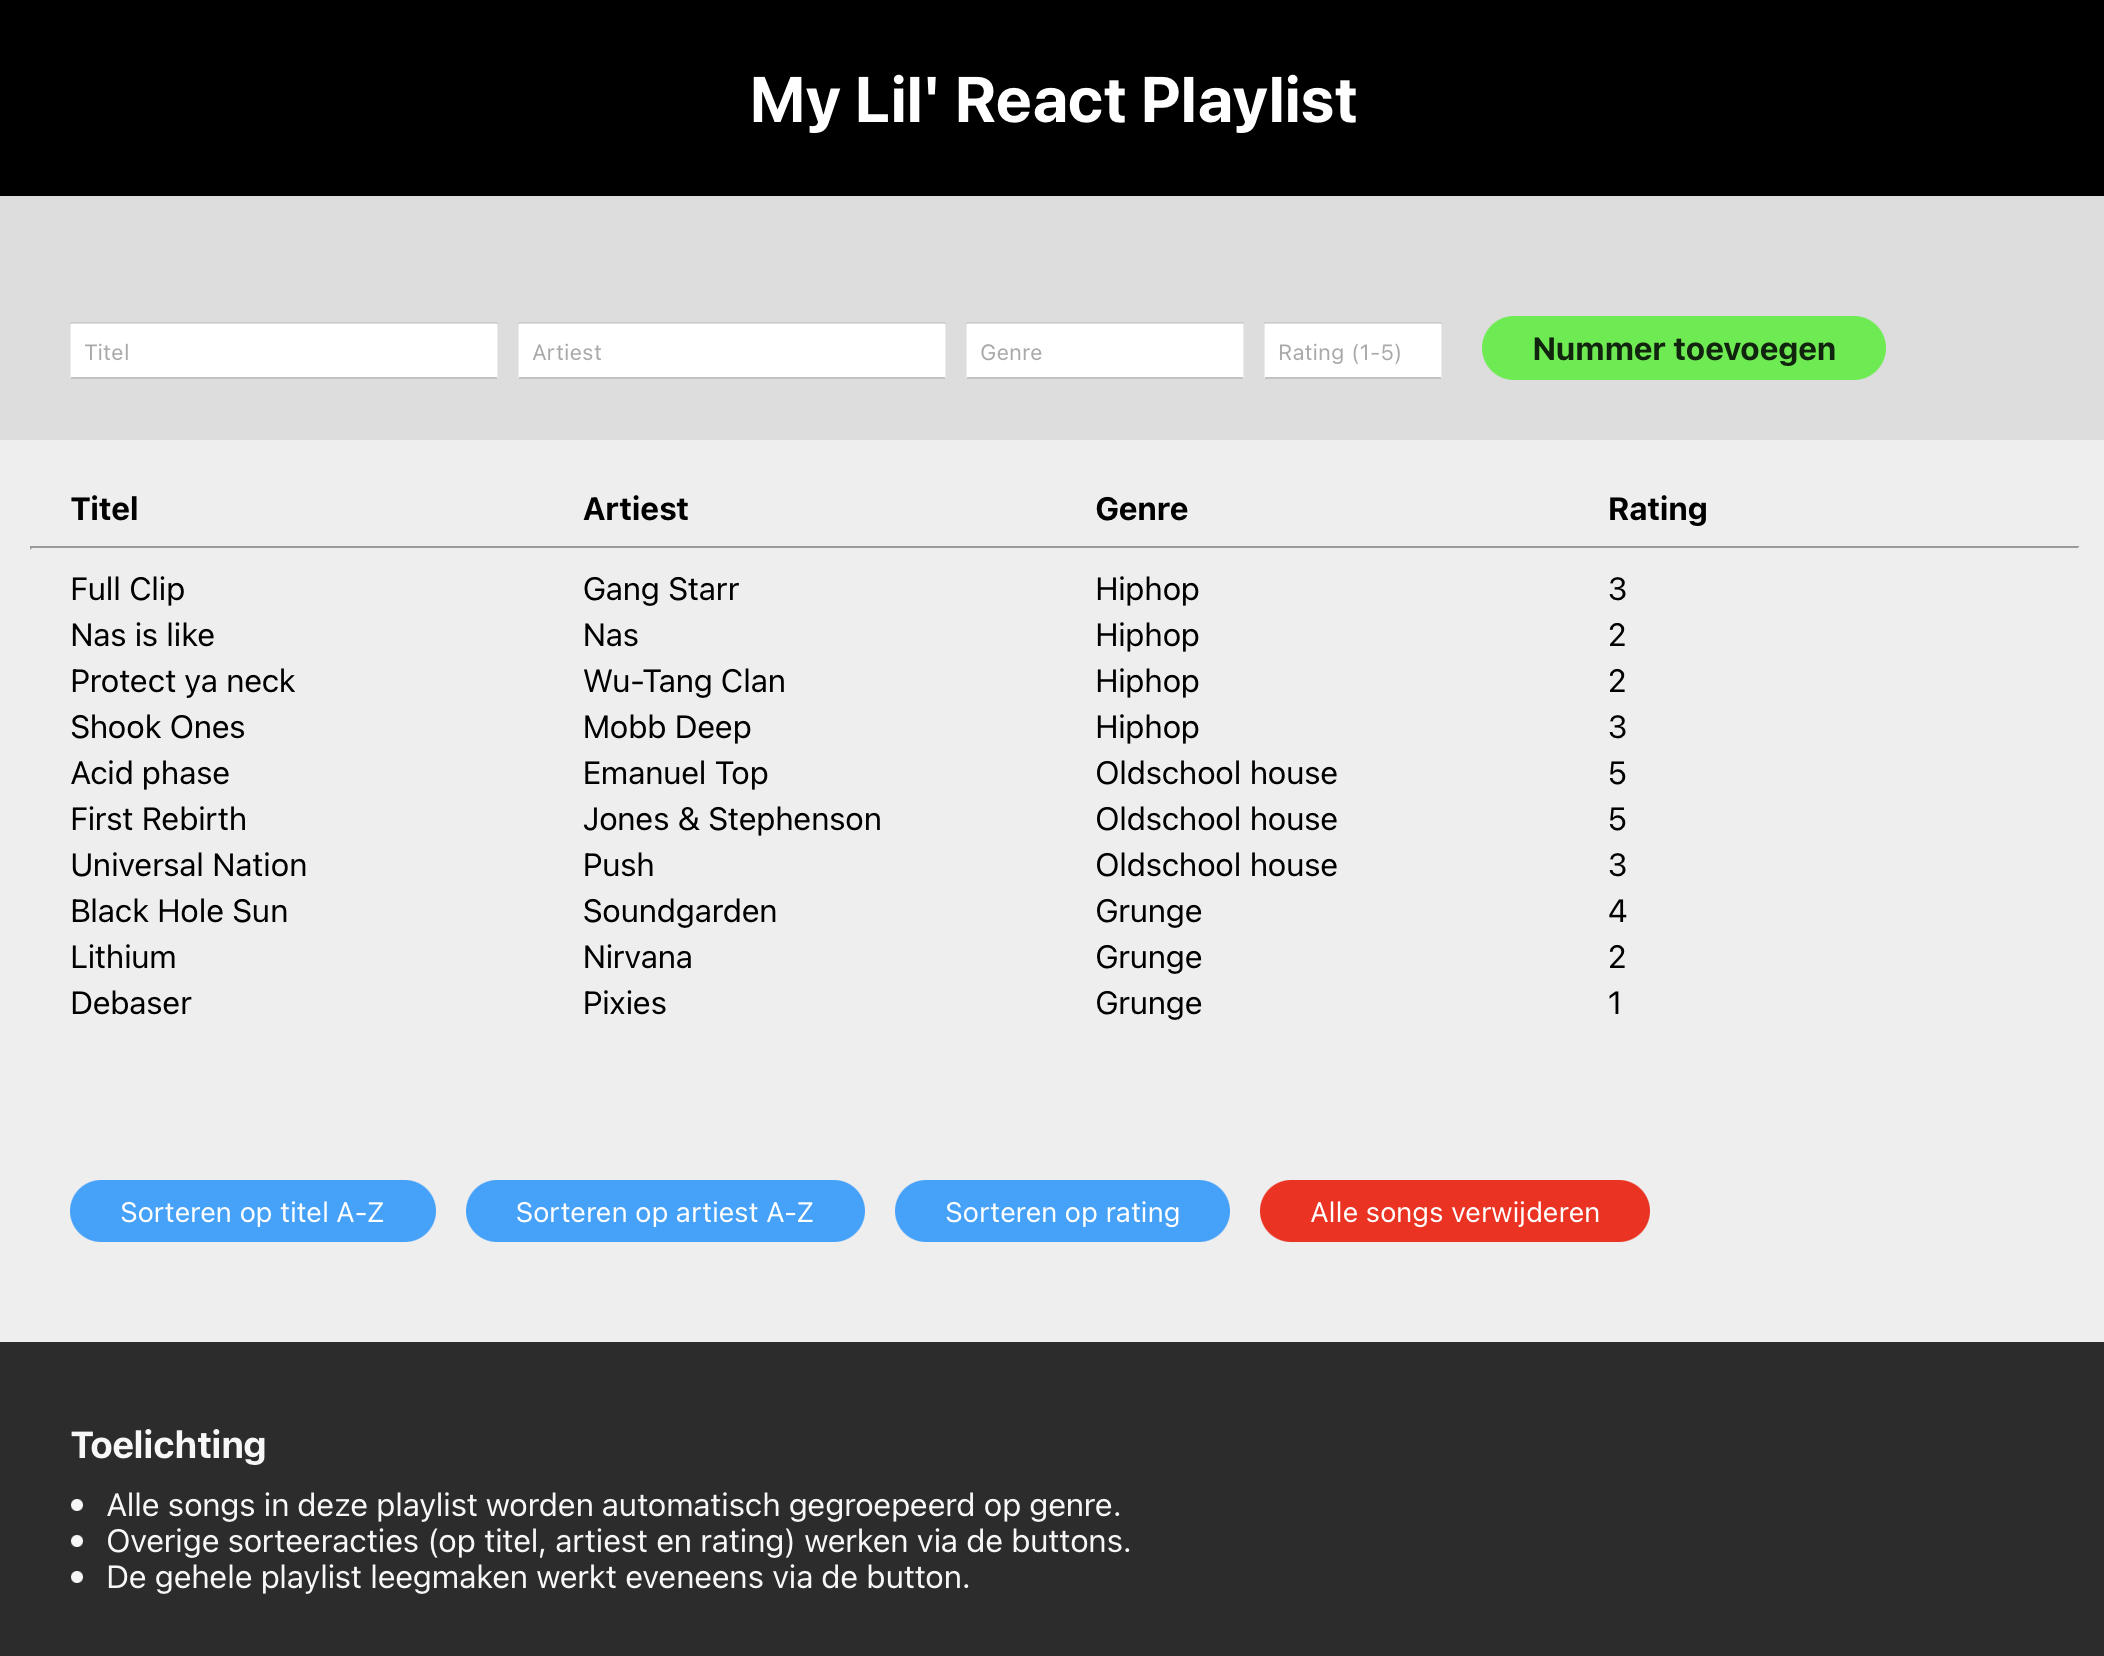 My Lil' React Playlist
Titel Artiest Genre Rating (1-5) Nummer toevoegen
Titel Artiest Genre Rating
Full Clip Gang Starr Hiphop 3
Nas is like Nas Hiphop 2
Protect ya neck Wu-Tang Clan Hiphop 2
Shook Ones Mobb Deep Hiphop 3
Acid phase Emanuel Top Oldschool house 5
First Rebirth Jones & Stephenson Oldschool house 5
Universal Nation Push Oldschool house 3
Black Hole Sun Soundgarden Grunge 4
Lithium Nirvana Grunge 2
Debaser Pixies Grunge 1
Sorteren op titel A-Z Sorteren op artiest A-Z Sorteren op rating Alle songs verwijderen
Toelichting
• Alle songs in deze playlist worden automatisch gegroepeerd op genre.
• Overige sorteeracties (op titel, artiest en rating) werken via de buttons.
• De gehele playlist leegmaken werkt eveneens via de button.